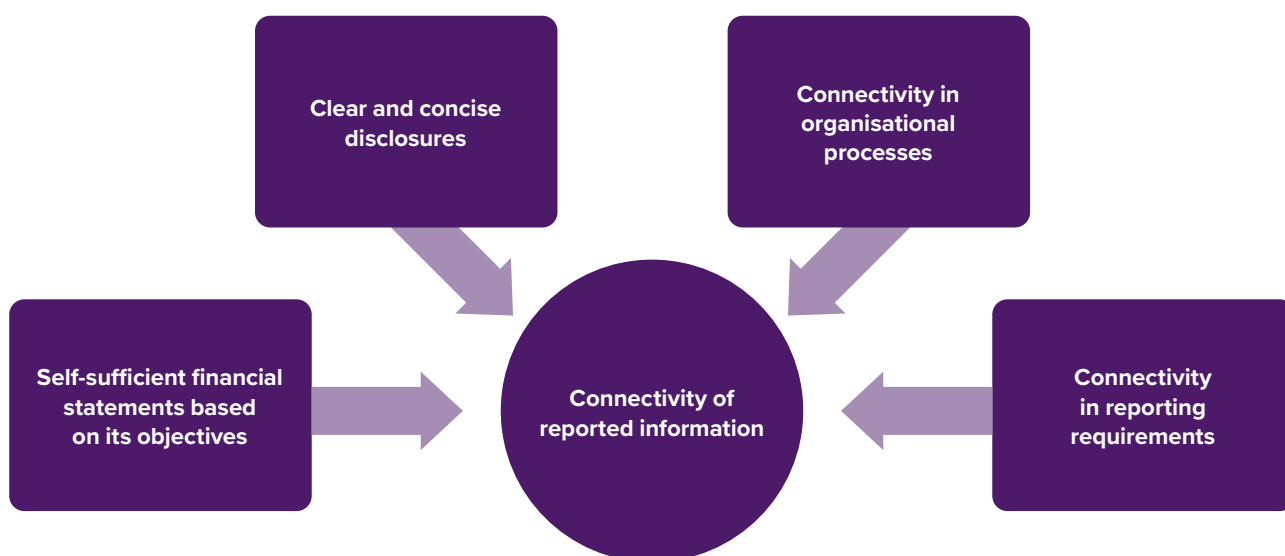 Clear and concise
disclosures
Connectivity in
organisational
processes
Self-sufficient financial
statements based
on its objectives
Connectivity of
reported information
Connectivity
in reporting
requirements